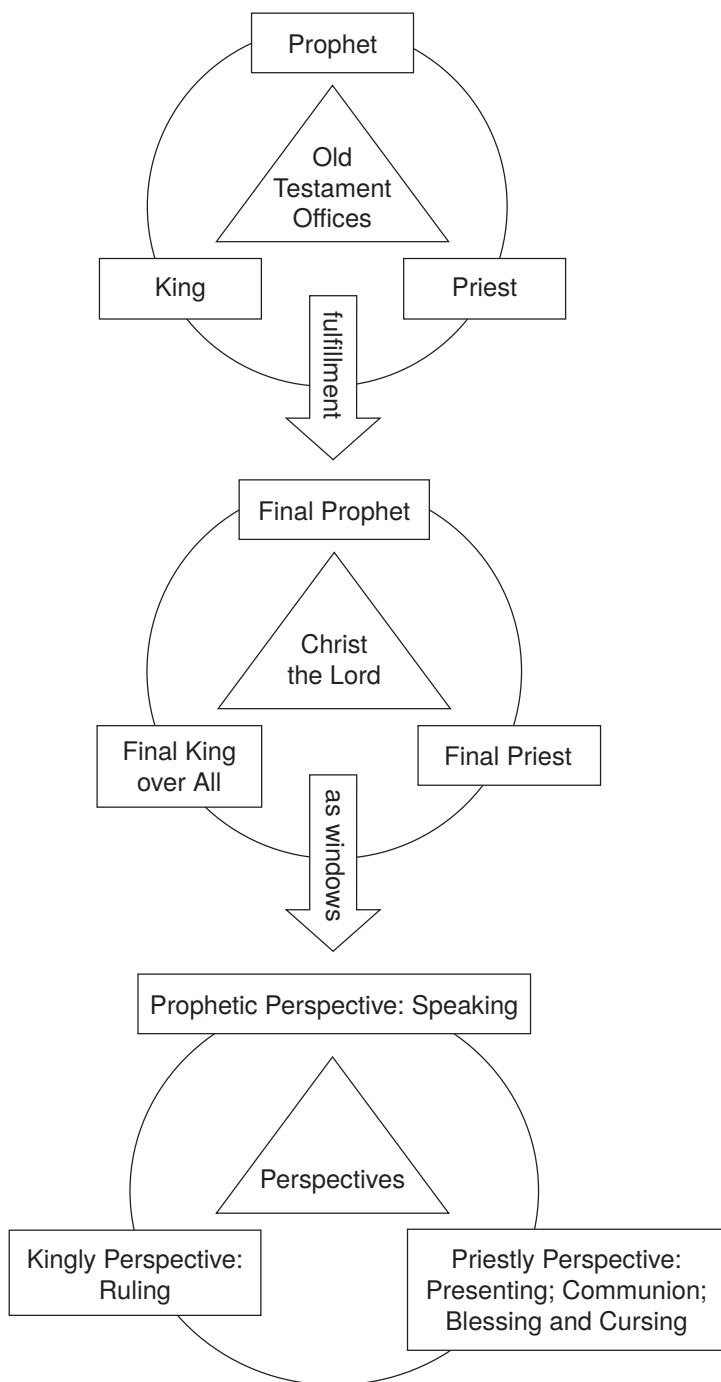 Prophet
Old
Testament
Offices
King
Priest
fulfillment
Final Prophet
Christ
the Lord
Final King
over All
Final Priest
as windows
Prophetic Perspective: Speaking
Perspectives
Kingly Perspective:
Ruling
Priestly Perspective:
Presenting; Communion;
Blessing and Cursing